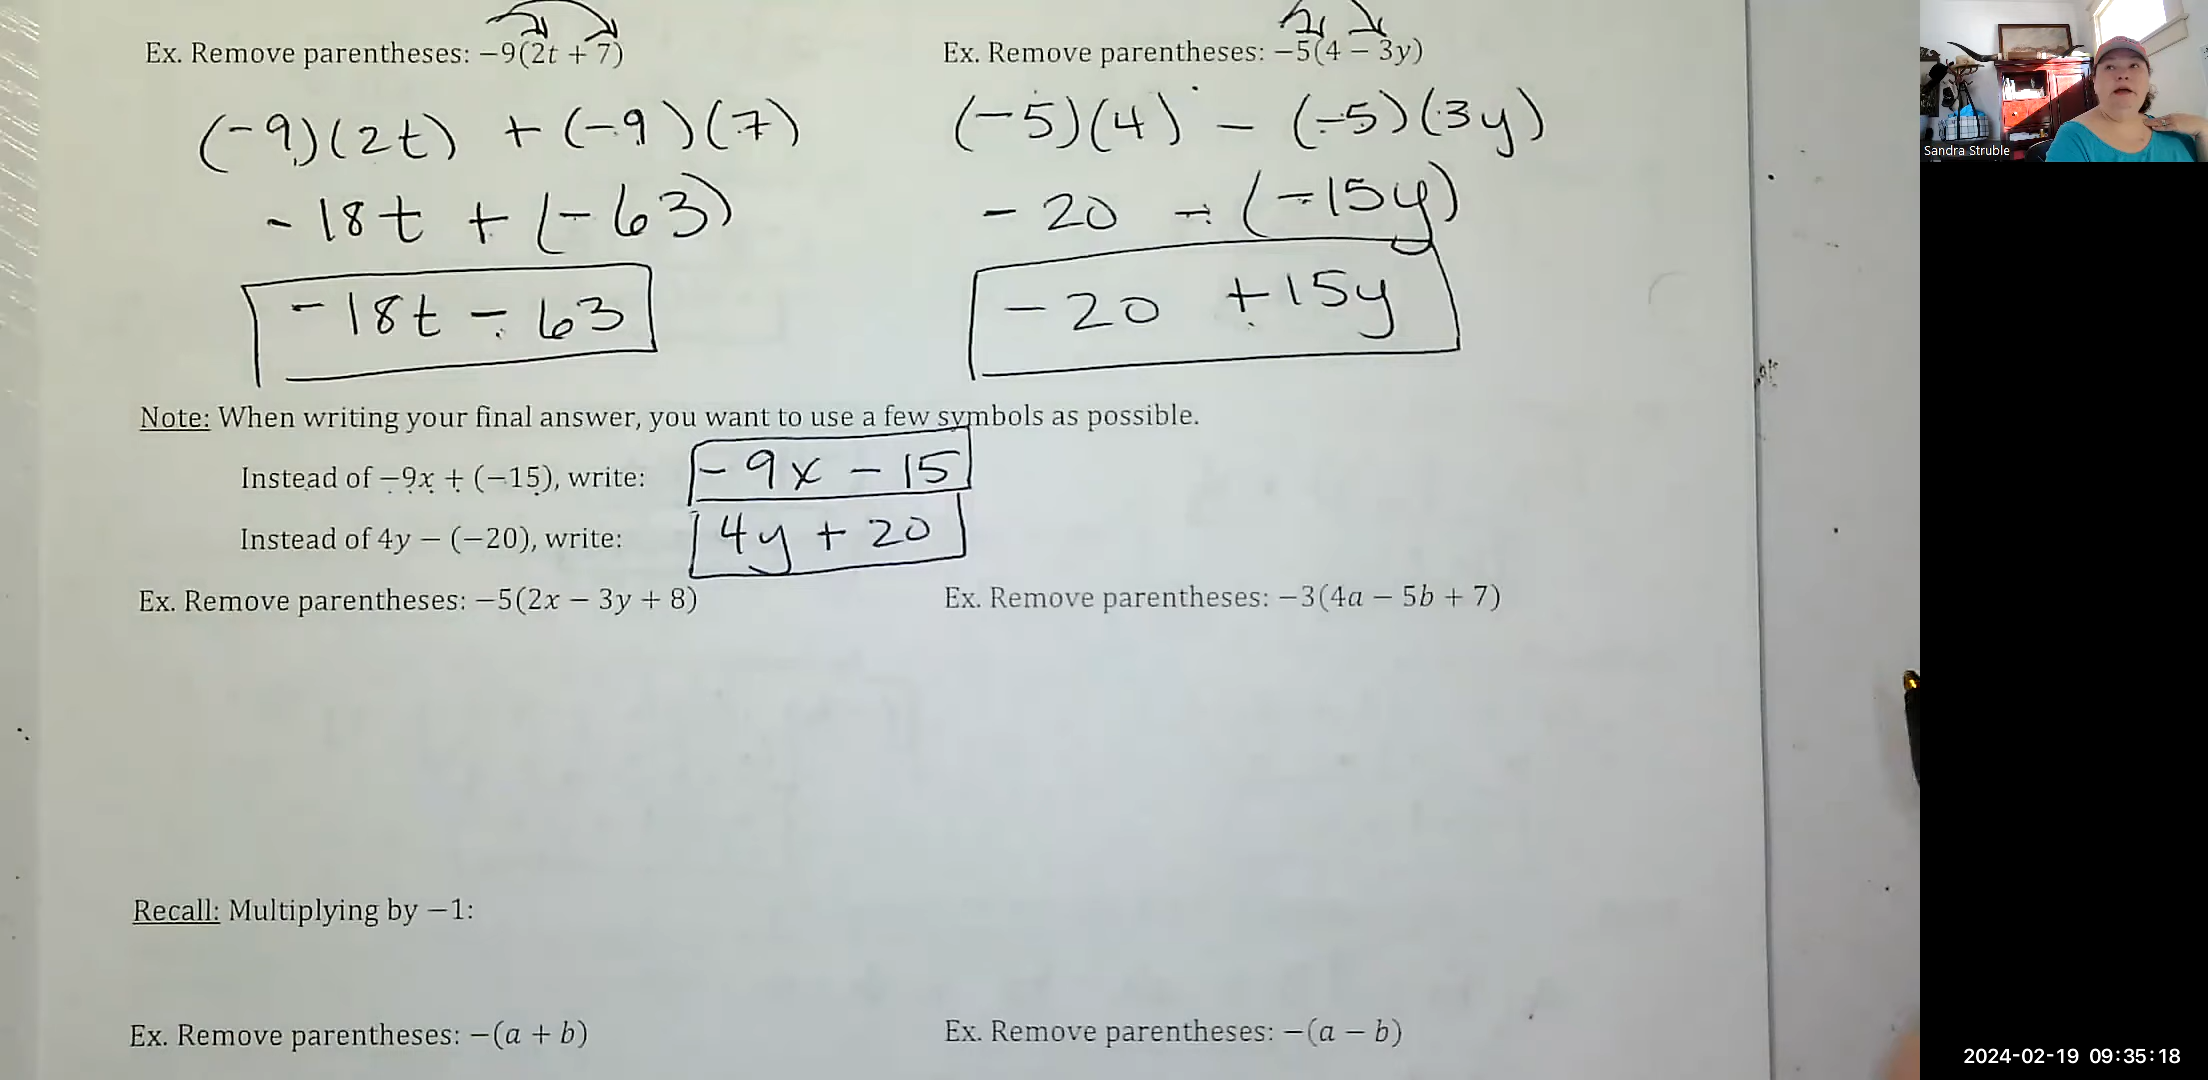 Ex. Remove parentheses: −9(2t + 7)
(-9)(2t) + (-9)(7)
-18t + (-63)
-18t - 63
Ex. Remove parentheses: −5(4 − 3y)
(-5)(4) - (-5)(3y)
-20 - (-15y)
-20 +15y
Note: When writing your final answer, you want to use a few symbols as possible.
Instead of −9x + (−15), write: -9x - 15
Instead of 4y − (−20), write: 4y + 20
Ex. Remove parentheses: −5(2x − 3y + 8)
Ex. Remove parentheses: −3(4a − 5b + 7)
Recall: Multiplying by −1:
Ex. Remove parentheses: −(a + b)
Ex. Remove parentheses: −(a − b)
Sandra Struble
2024-02-19 09:35:18